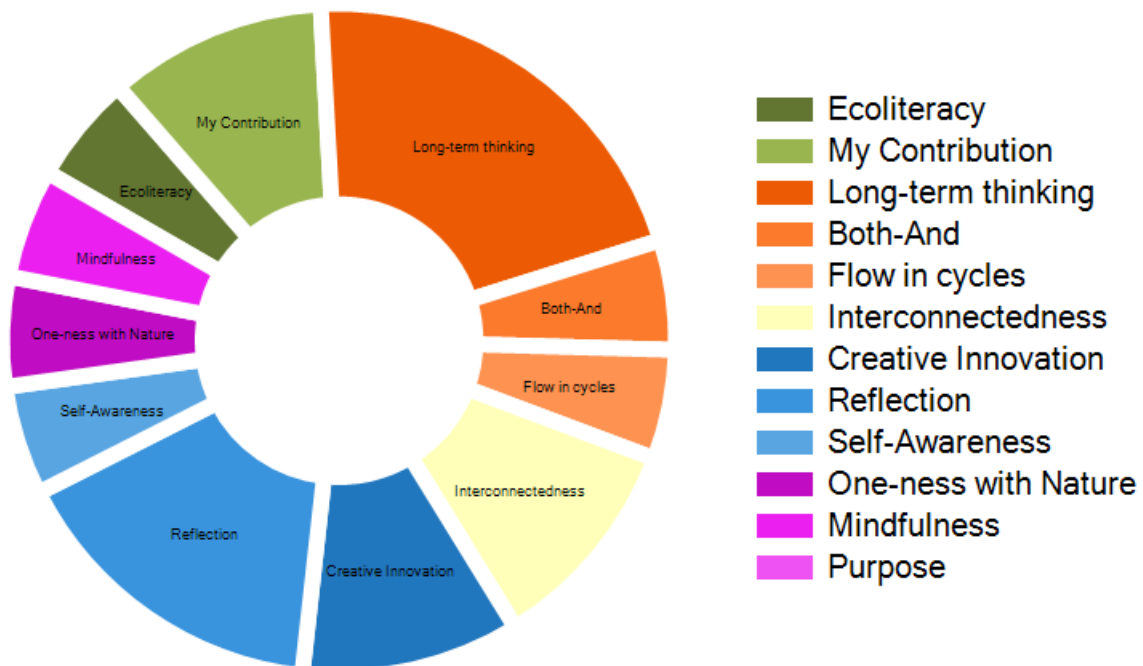 My Contribution
Long-term thinking
Ecoliteracy
Mindfulness
Both-And
One-ness with Nature
Flow in cycles
Self-Awareness
Interconnectedness
Reflection
Creative Innovation
Ecoliteracy
My Contribution
Long-term thinking
Both-And
Flow in cycles
Interconnectedness
Creative Innovation
Reflection
Self-Awareness
One-ness with Nature
Mindfulness
Purpose